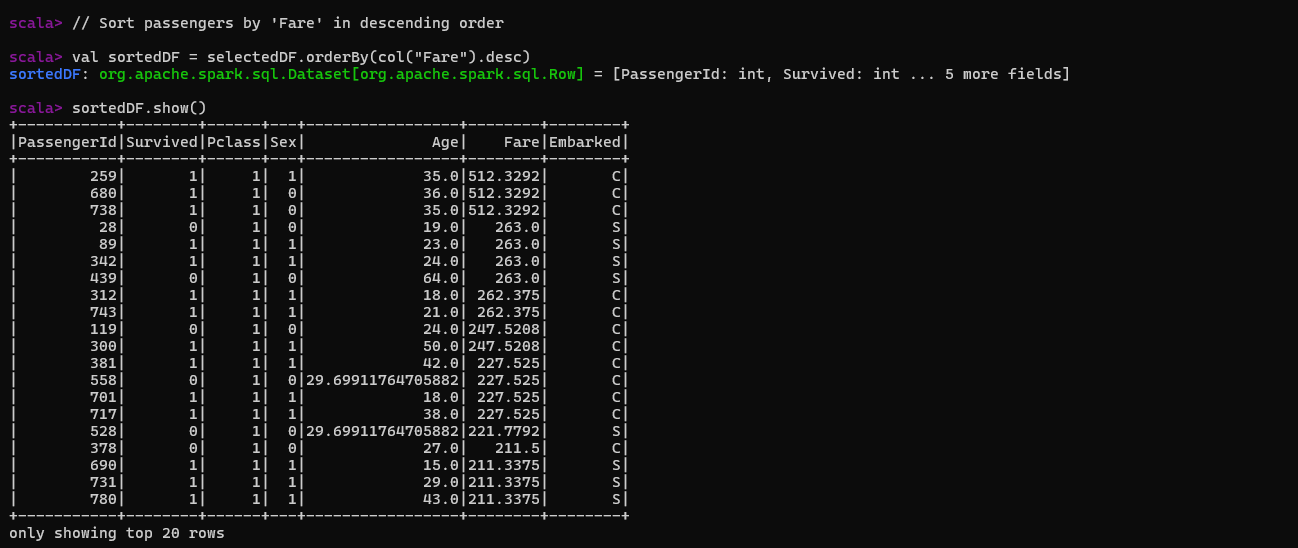 scala> // Sort passengers by 'Fare' in descending order
scala> val sortedDF = selectedDF.orderBy(col("Fare").desc)
sortedDF: org.apache.spark.sql.Dataset[org.apache.spark.sql.Row] = [PassengerId: int, Survived: int ... 5 more fields]
scala> sortedDF.show()
+-----------+--------+------+---+-----------------+--------+--------+
|PassengerId|Survived|Pclass|Sex|              Age|    Fare|Embarked|
+-----------+--------+------+---+-----------------+--------+--------+
|        259|       1|     1|  1|             35.0|512.3292|       C|
|        680|       1|     1|  0|             36.0|512.3292|       C|
|        738|       1|     1|  0|             35.0|512.3292|       C|
|         28|       0|     1|  0|             19.0|   263.0|       S|
|         89|       1|     1|  1|             23.0|   263.0|       S|
|        342|       1|     1|  1|             24.0|   263.0|       S|
|        439|       0|     1|  0|             64.0|   263.0|       S|
|        312|       1|     1|  1|             18.0| 262.375|       C|
|        743|       1|     1|  1|             21.0| 262.375|       C|
|        119|       0|     1|  0|             24.0|247.5208|       C|
|        300|       1|     1|  1|             50.0|247.5208|       C|
|        381|       1|     1|  1|             42.0| 227.525|       C|
|        558|       0|     1|  0|29.69911764705882| 227.525|       C|
|        701|       1|     1|  1|             18.0| 227.525|       C|
|        717|       1|     1|  1|             38.0| 227.525|       C|
|        528|       0|     1|  0|29.69911764705882|221.7792|       S|
|        378|       0|     1|  0|             27.0|   211.5|       C|
|        690|       1|     1|  1|             15.0|211.3375|       S|
|        731|       1|     1|  1|             29.0|211.3375|       S|
|        780|       1|     1|  1|             43.0|211.3375|       S|
+-----------+--------+------+---+-----------------+--------+--------+
only showing top 20 rows